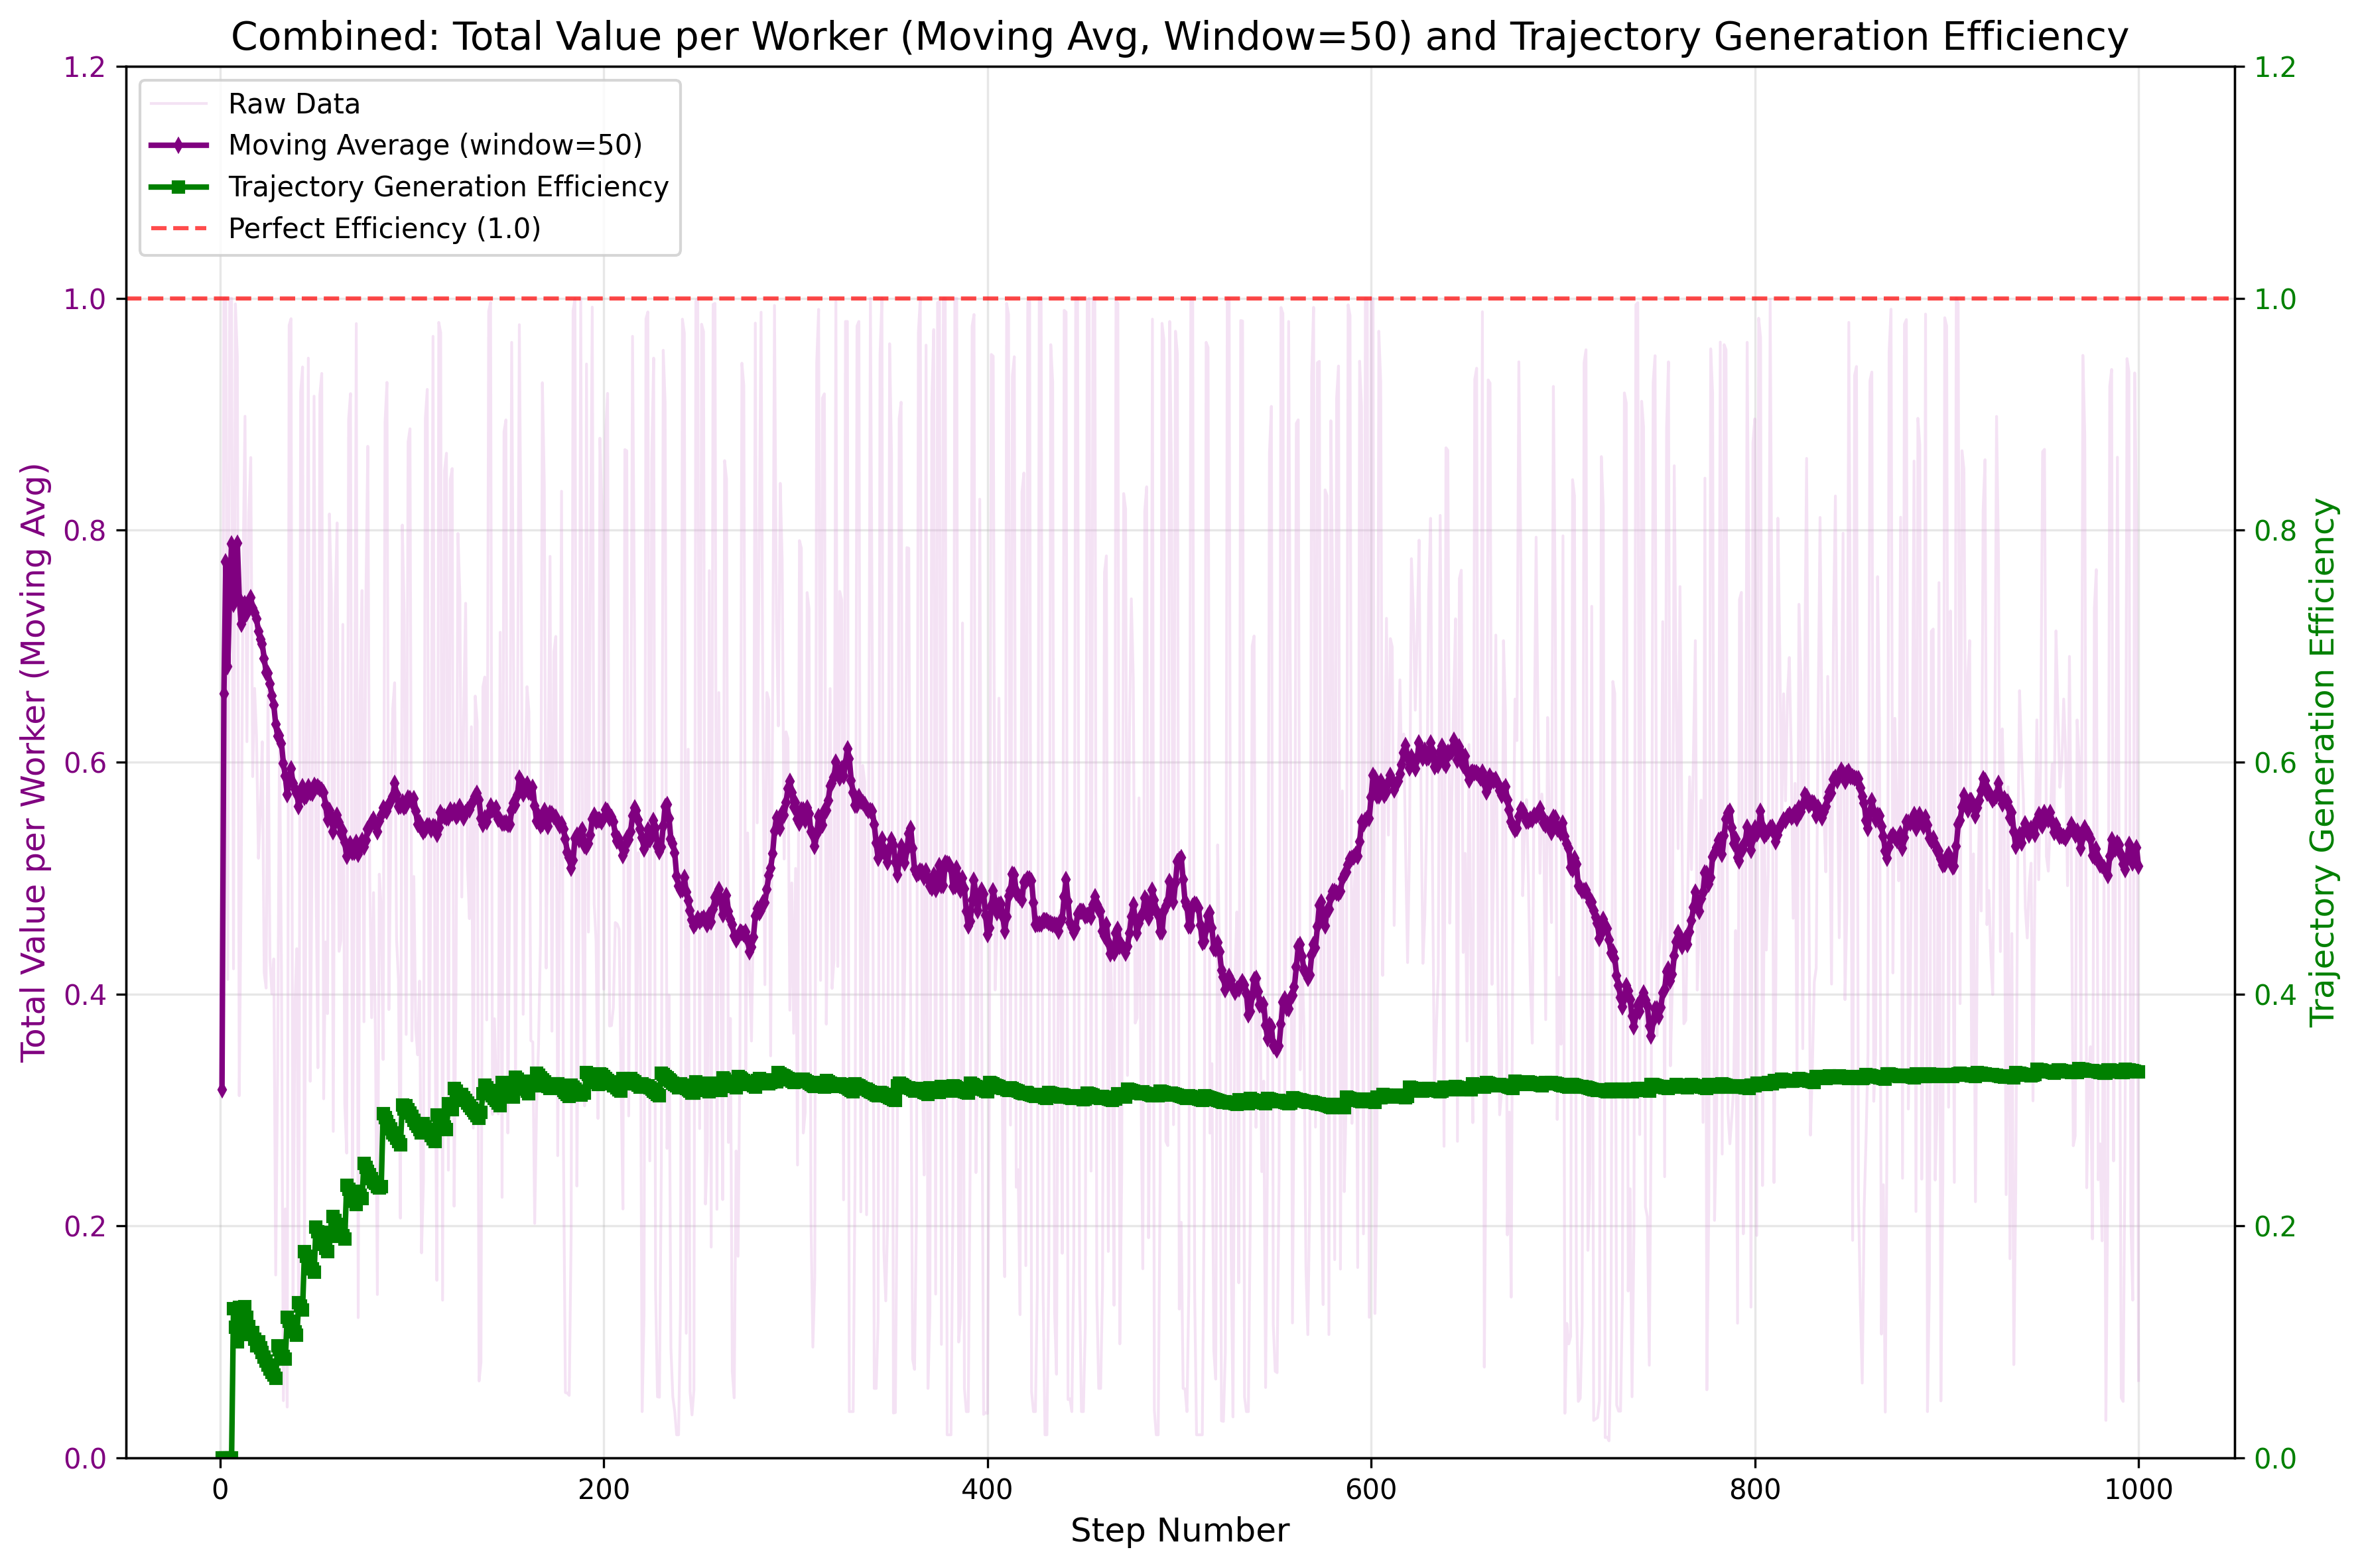 Combined: Total Value per Worker (Moving Avg, Window=50) and Trajectory Generation Efficiency
Raw Data
Moving Average (window=50)
Trajectory Generation Efficiency
Perfect Efficiency (1.0)
Total Value per Worker (Moving Avg)
1.2
1.0
0.8
0.6
0.4
0.2
0.0
1.2
1.0
0.8
0.6
0.4
0.2
0.0
Trajectory Generation Efficiency
0 200 400 600 800 1000
Step Number